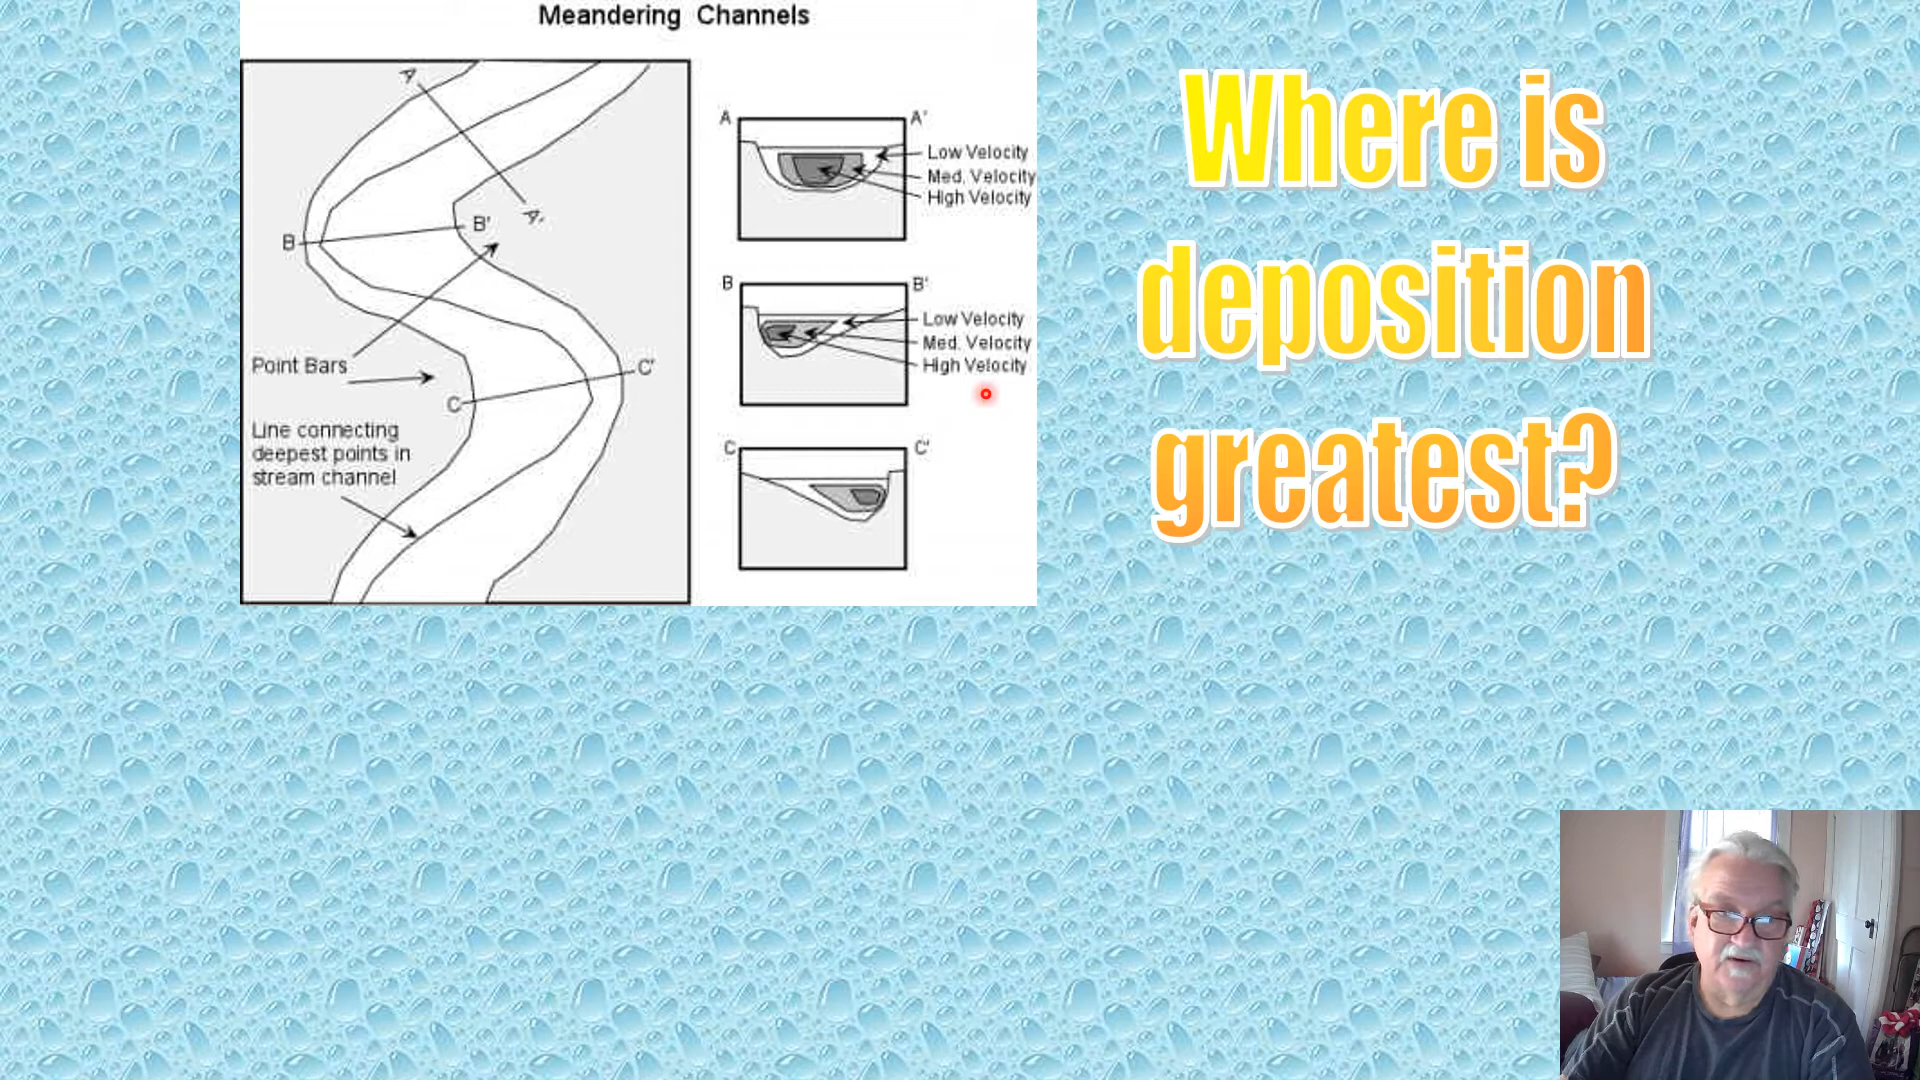 Meandering Channels
A
A'
B
B'
Point Bars
C
C'
Line connecting
deepest points in
stream channel
A
A'
Low Velocity
Med. Velocity
High Velocity
B
B'
Low Velocity
Med. Velocity
High Velocity
C
C'
Where is
deposition
greatest?